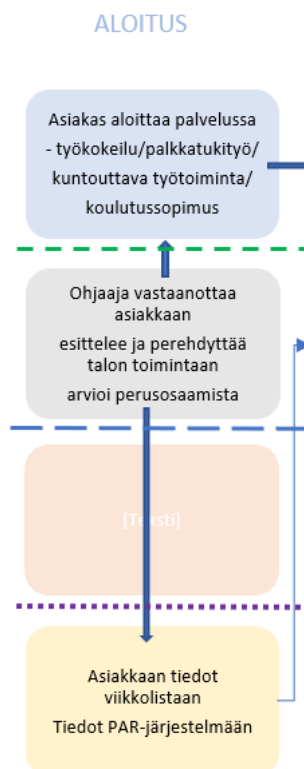 ALOITUS
Asiakas aloittaa palvelussa
- työkokeilu/palkkatukityö/
kuntouttava työtoiminta/
koulutussopimus
Ohjaaja vastaanottaa
asiakkaan
esittelee ja perehdyttää
talon toimintaan
arvioi perusosaamista
[Teksti]
Asiakkaan tiedot
viikkolistaan
Tiedot PAR-järjestelmään